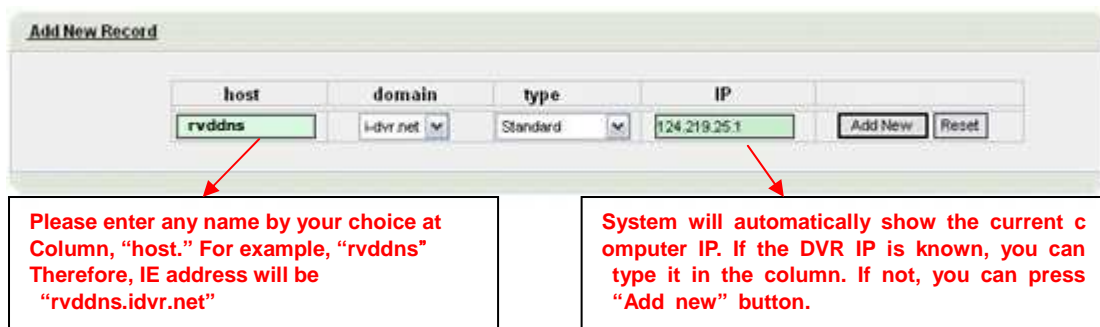 Add New Record
host domain type IP
rvddns i-dvr.net Standard 124.219.25.1 Add New Reset
Please enter any name by your choice at
Column, “host.” For example, “rvddns”
Therefore, IE address will be
“rvddns.idvr.net”
System will automatically show the current c
omputer IP. If the DVR IP is known, you can
type it in the column. If not, you can press
“Add new” button.